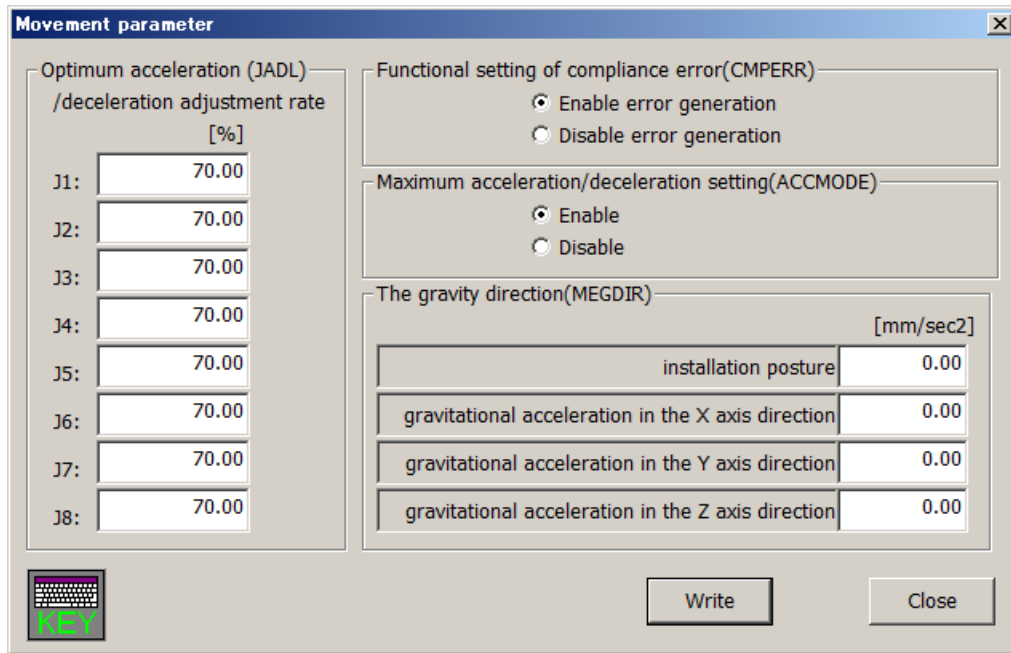 Movement parameter
Optimum acceleration (JADL)
/deceleration adjustment rate
[%]
J1: 70.00
J2: 70.00
J3: 70.00
J4: 70.00
J5: 70.00
J6: 70.00
J7: 70.00
J8: 70.00
Functional setting of compliance error(CMPERR)
Enable error generation
Disable error generation
Maximum acceleration/deceleration setting(ACCMODE)
Enable
Disable
The gravity direction(MEGDIR)
[mm/sec2]
installation posture 0.00
gravitational acceleration in the X axis direction 0.00
gravitational acceleration in the Y axis direction 0.00
gravitational acceleration in the Z axis direction 0.00
KEY
Write
Close